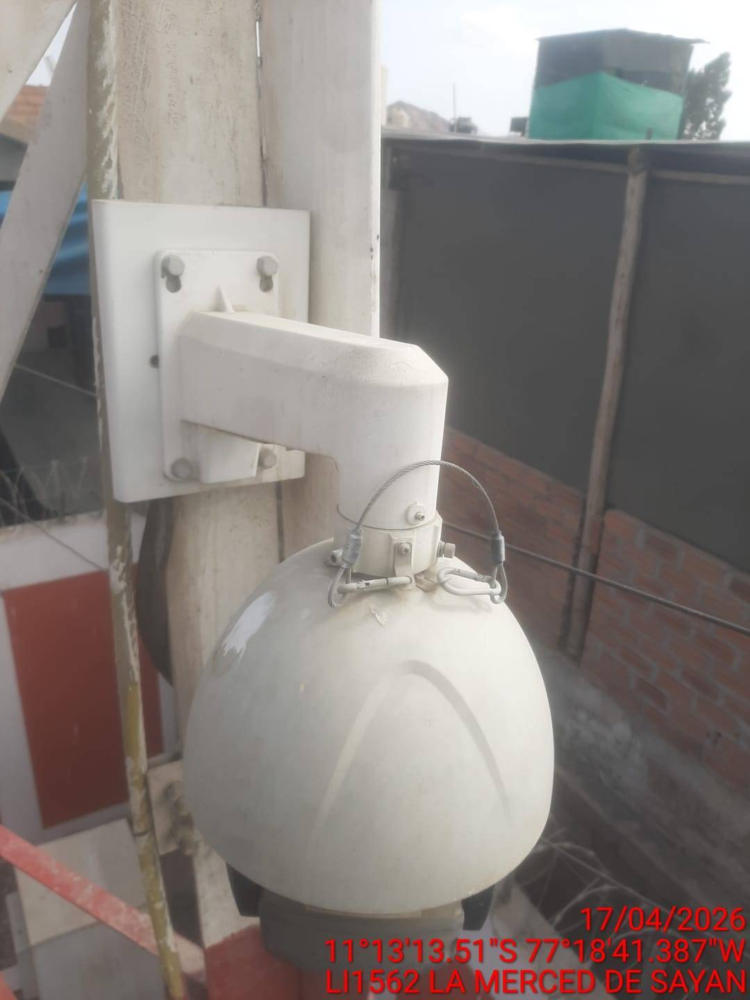 17/04/2026
11°13'13.51"S 77°18'41.387"W
LI1562 LA MERCED DE SAYAN